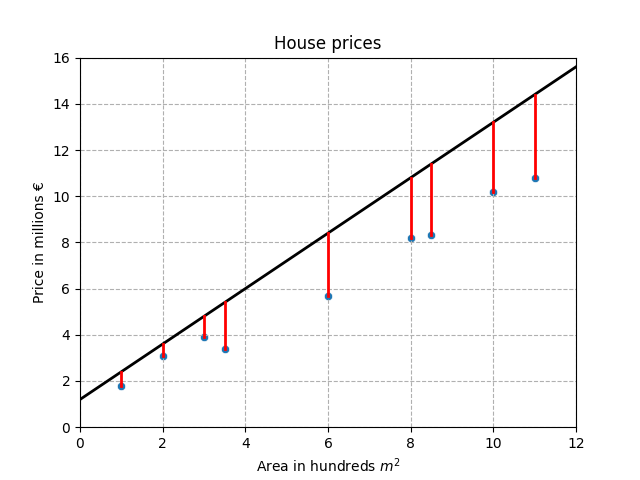 House prices
Price in millions €
16
14
12
10
8
6
4
2
0
0 2 4 6 8 10 12
Area in hundreds m²